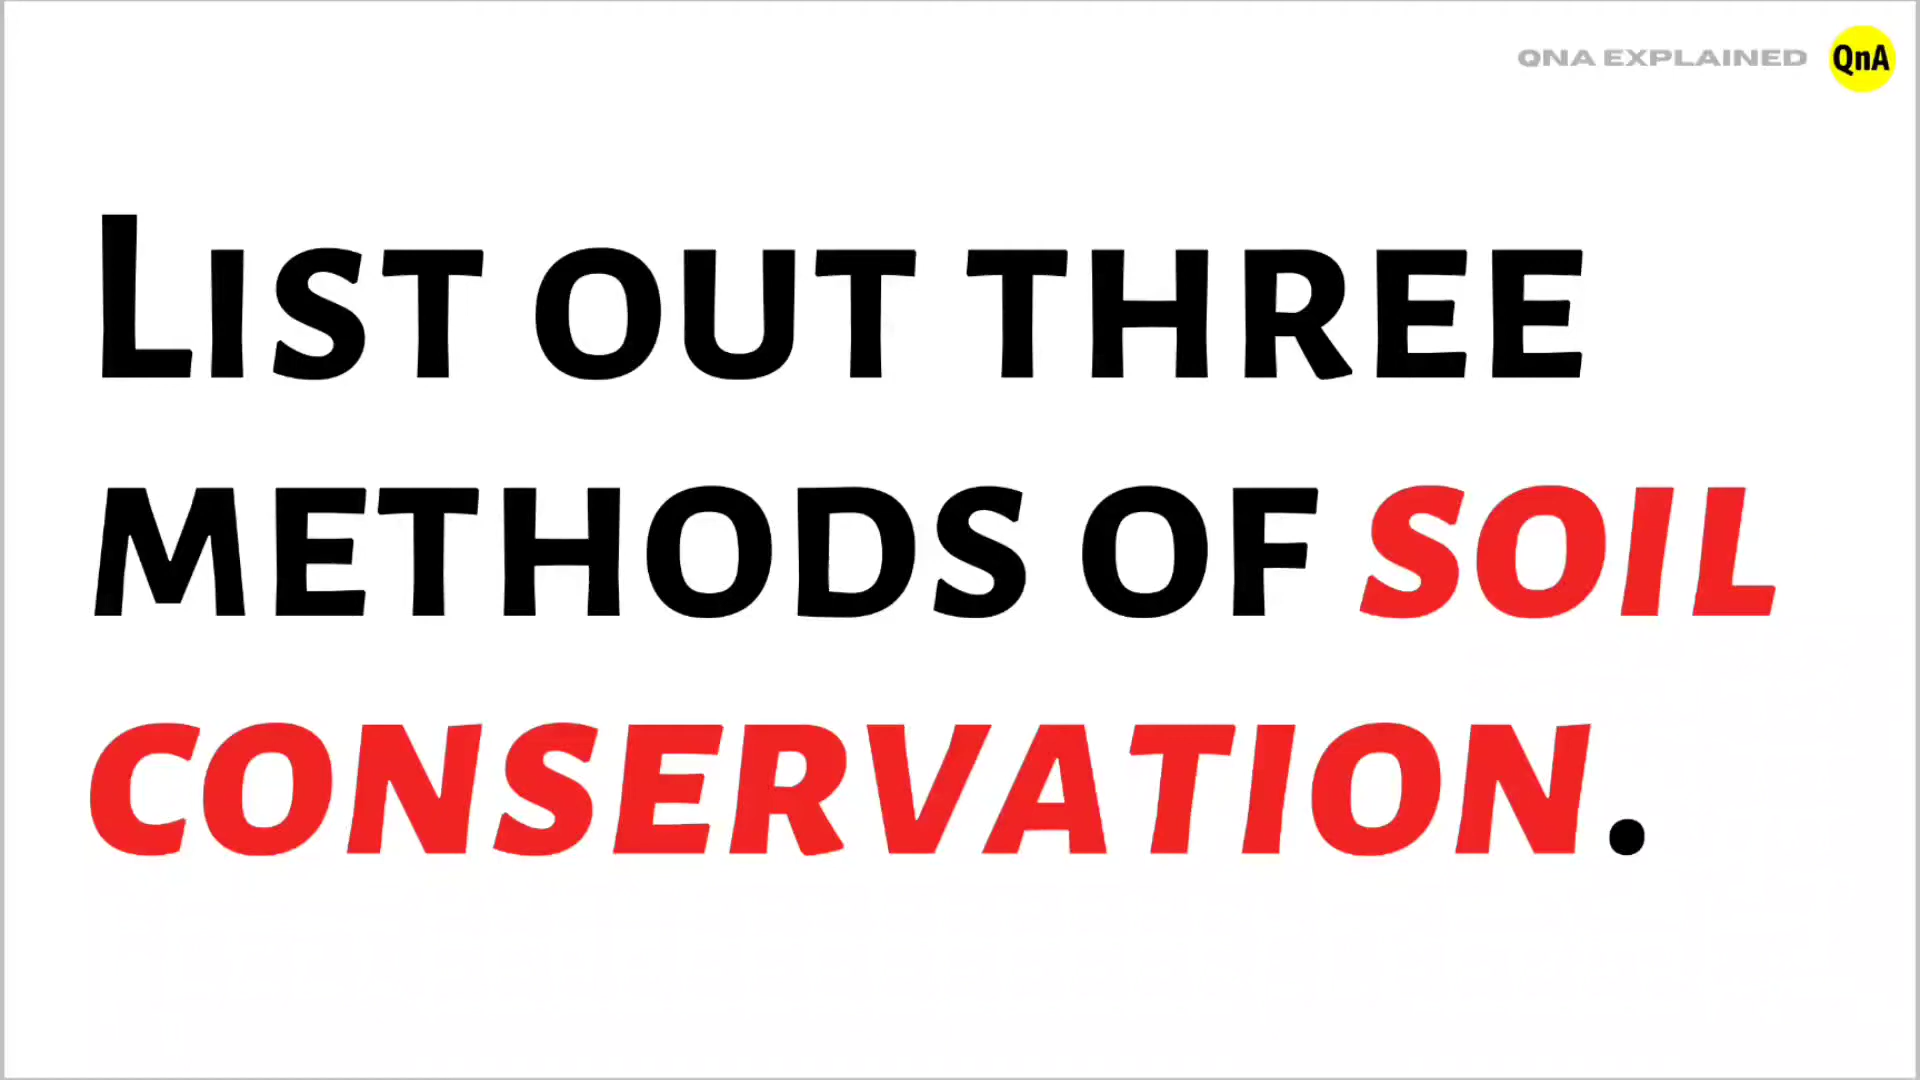 QNA EXPLAINED QnA
LIST OUT THREE
METHODS OF SOIL
CONSERVATION.